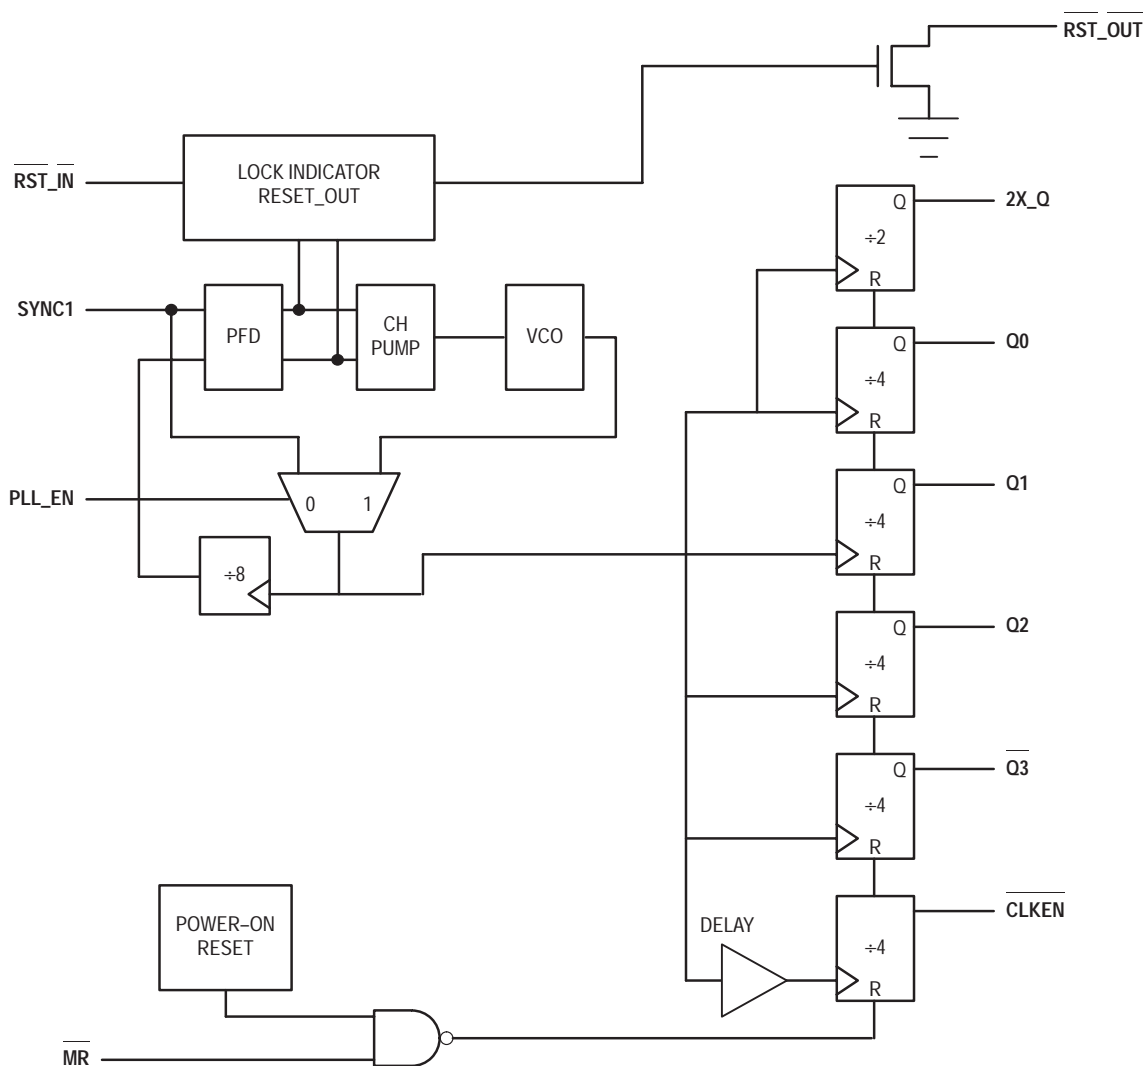 RST_OUT
LOCK INDICATOR
RESET_OUT
RST_IN
Q
2X_Q
÷2
R
SYNC1
PFD
CH
PUMP
VCO
Q
Q0
÷4
R
PLL_EN
0
1
Q
Q1
÷4
R
÷8
Q
Q2
÷4
R
Q
Q3
÷4
R
POWER–ON
RESET
DELAY
CLKEN
÷4
R
MR